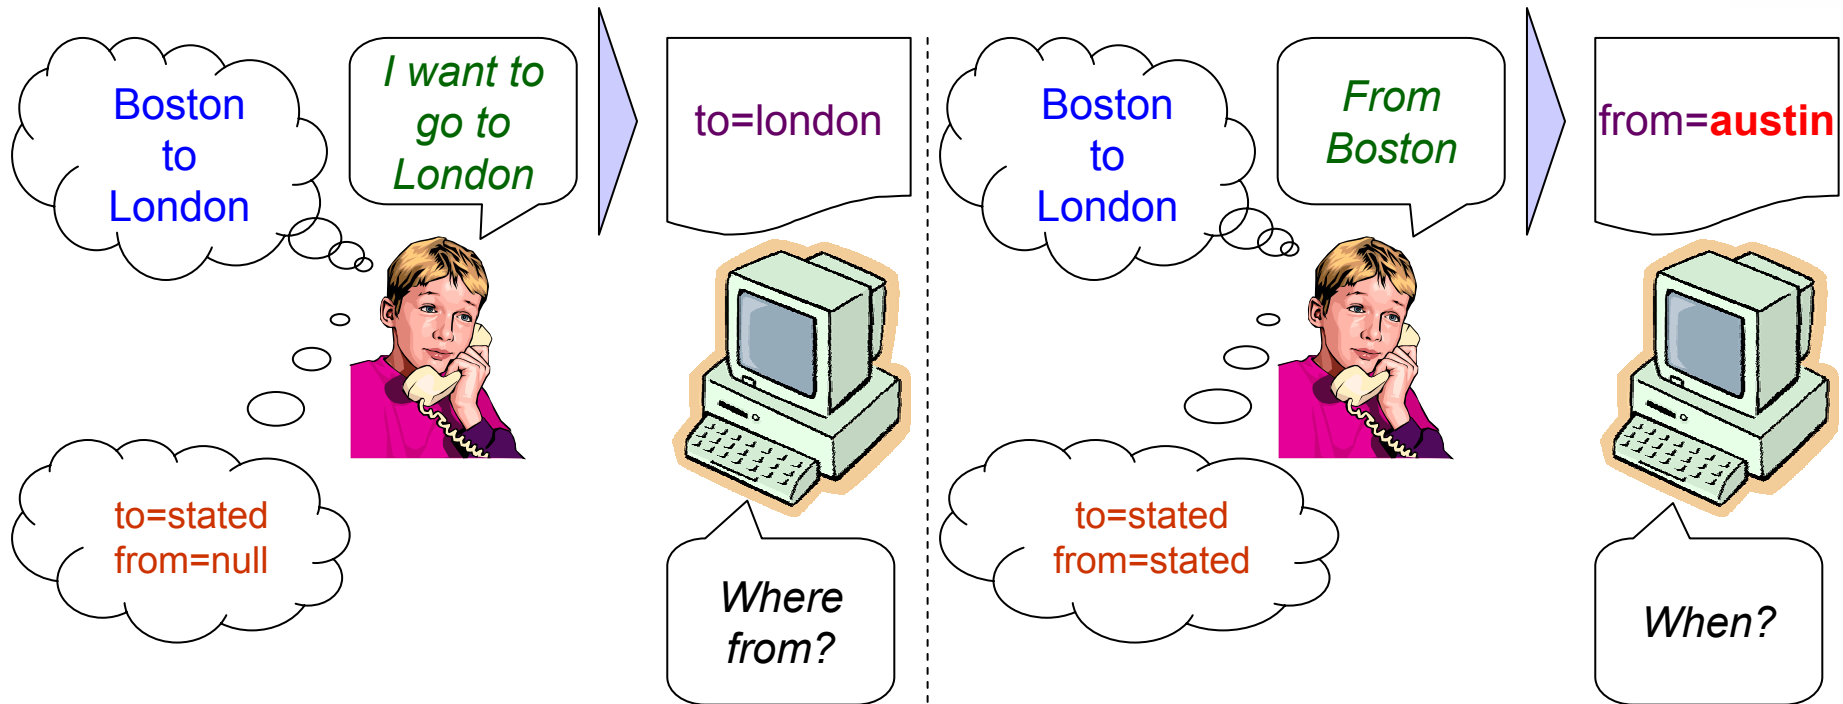 Boston
to
London
I want to
go to
London
to=london
to=stated
from=null
Where
from?
Boston
to
London
From
Boston
from=austin
to=stated
from=stated
When?